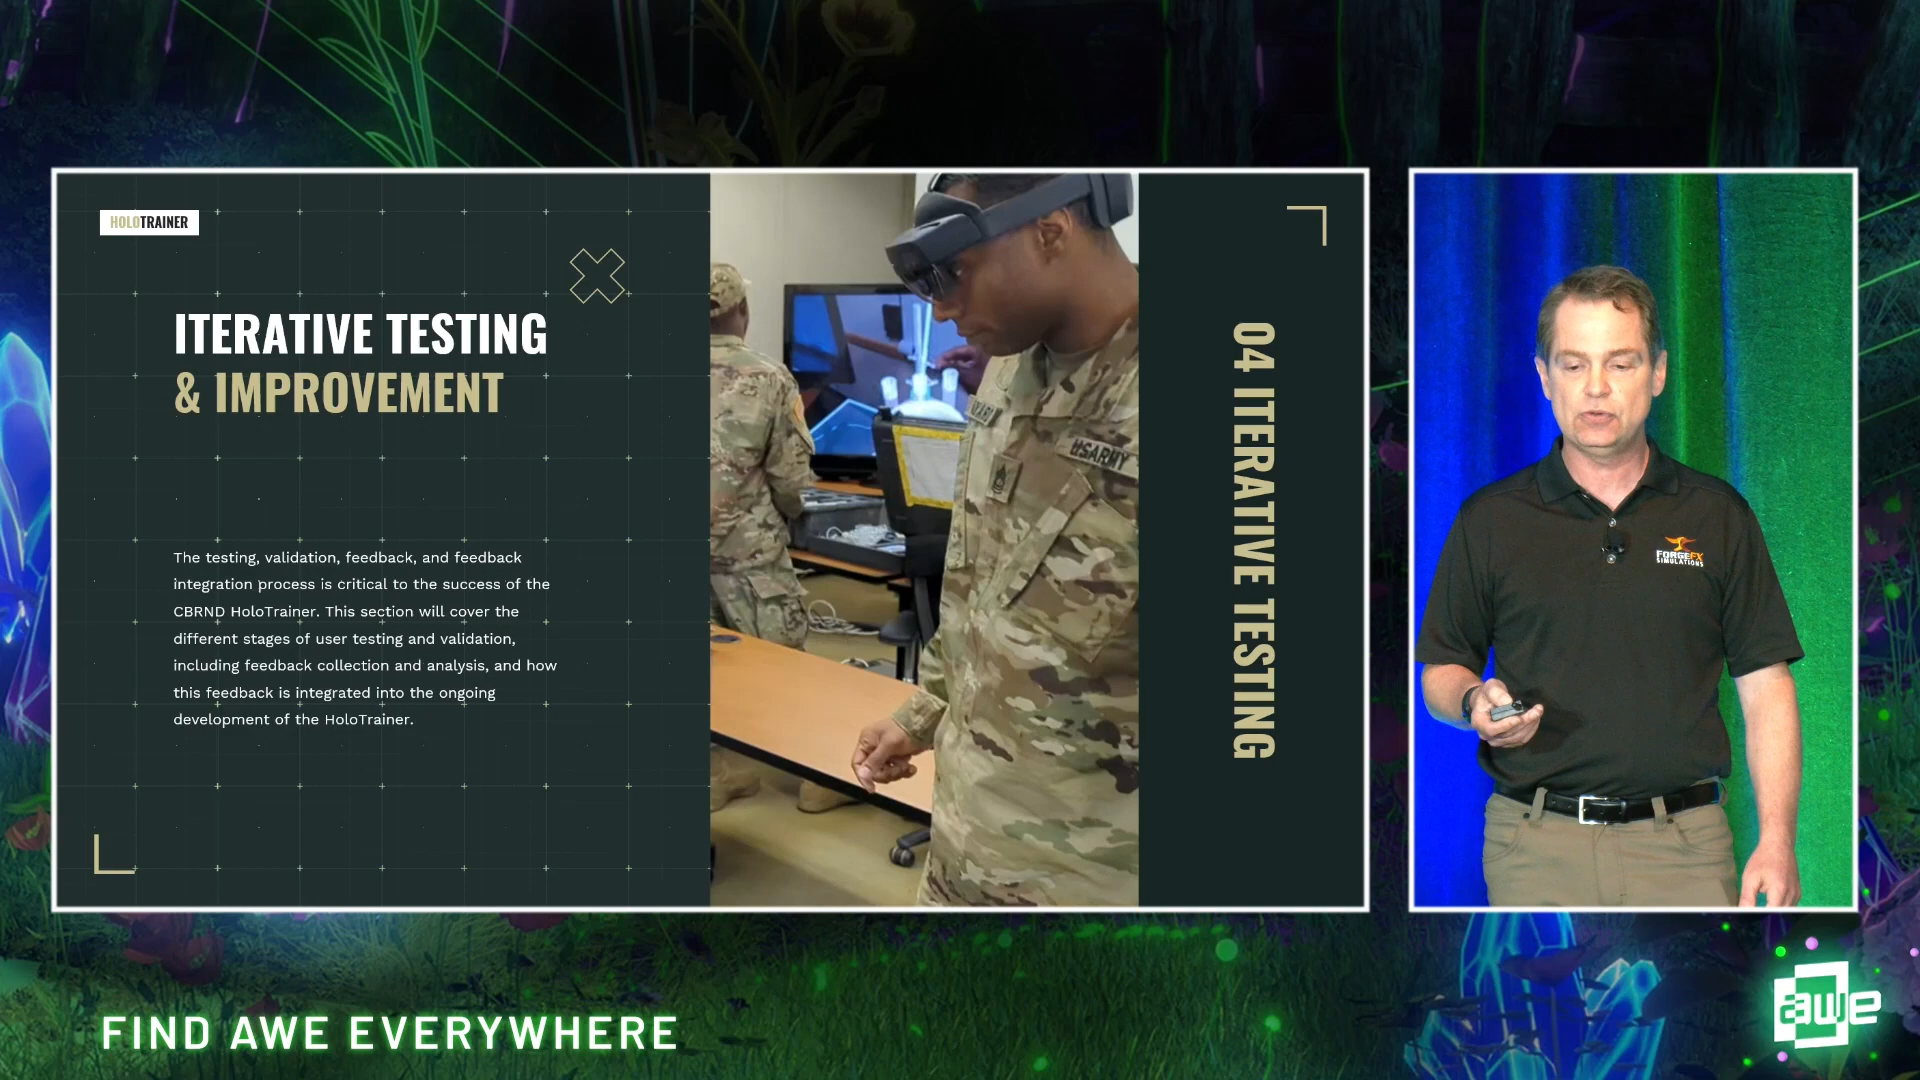 HOLOTRAINER
ITERATIVE TESTING
& IMPROVEMENT
The testing, validation, feedback, and feedback
integration process is critical to the success of the
CBRND HoloTrainer. This section will cover the
different stages of user testing and validation,
including feedback collection and analysis, and how
this feedback is integrated into the ongoing
development of the HoloTrainer.
U.S. ARMY
04 ITERATIVE TESTING
FORGEFX
SIMULATIONS
FIND AWE EVERYWHERE
awe